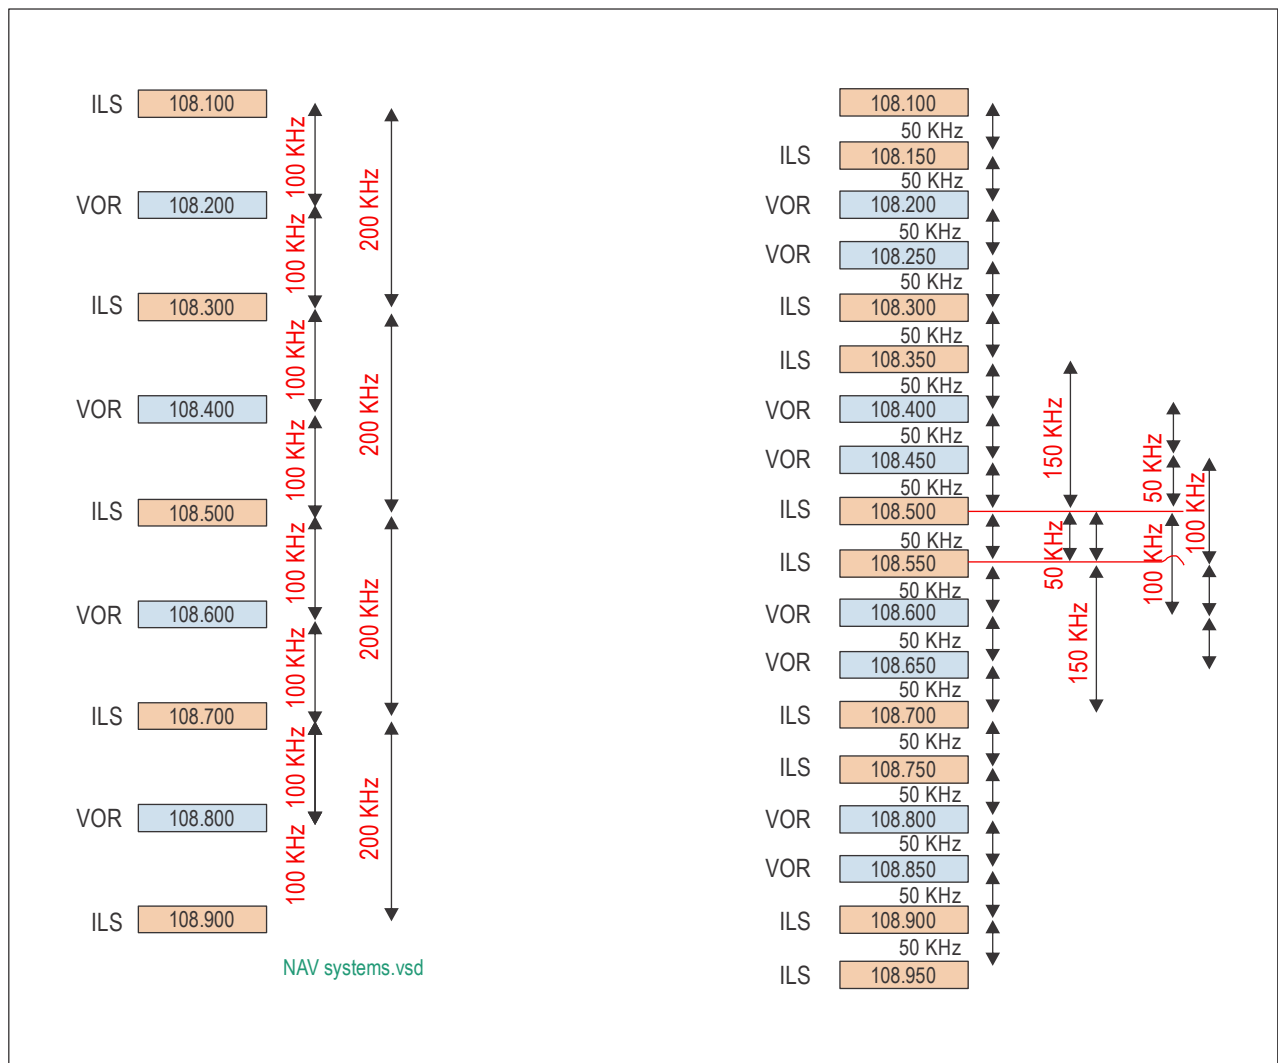 ILS 108.100
100 KHz
200 KHz
VOR 108.200
100 KHz
ILS 108.300
100 KHz
200 KHz
VOR 108.400
100 KHz
ILS 108.500
100 KHz
200 KHz
VOR 108.600
100 KHz
ILS 108.700
100 KHz
200 KHz
VOR 108.800
100 KHz
ILS 108.900
NAV systems.vsd
108.100
50 KHz
ILS 108.150
50 KHz
VOR 108.200
50 KHz
VOR 108.250
50 KHz
ILS 108.300
50 KHz
ILS 108.350
50 KHz
VOR 108.400
50 KHz
VOR 108.450
50 KHz
ILS 108.500
50 KHz
ILS 108.550
50 KHz
VOR 108.600
50 KHz
VOR 108.650
50 KHz
ILS 108.700
50 KHz
ILS 108.750
50 KHz
VOR 108.800
50 KHz
VOR 108.850
50 KHz
ILS 108.900
50 KHz
ILS 108.950
150 KHz
50 KHz
150 KHz
50 KHz
100 KHz
100 KHz